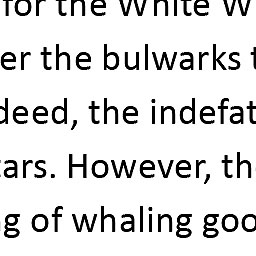 for the White W
er the bulwarks
deed, the indefat
ars. However, th
g of whaling goo